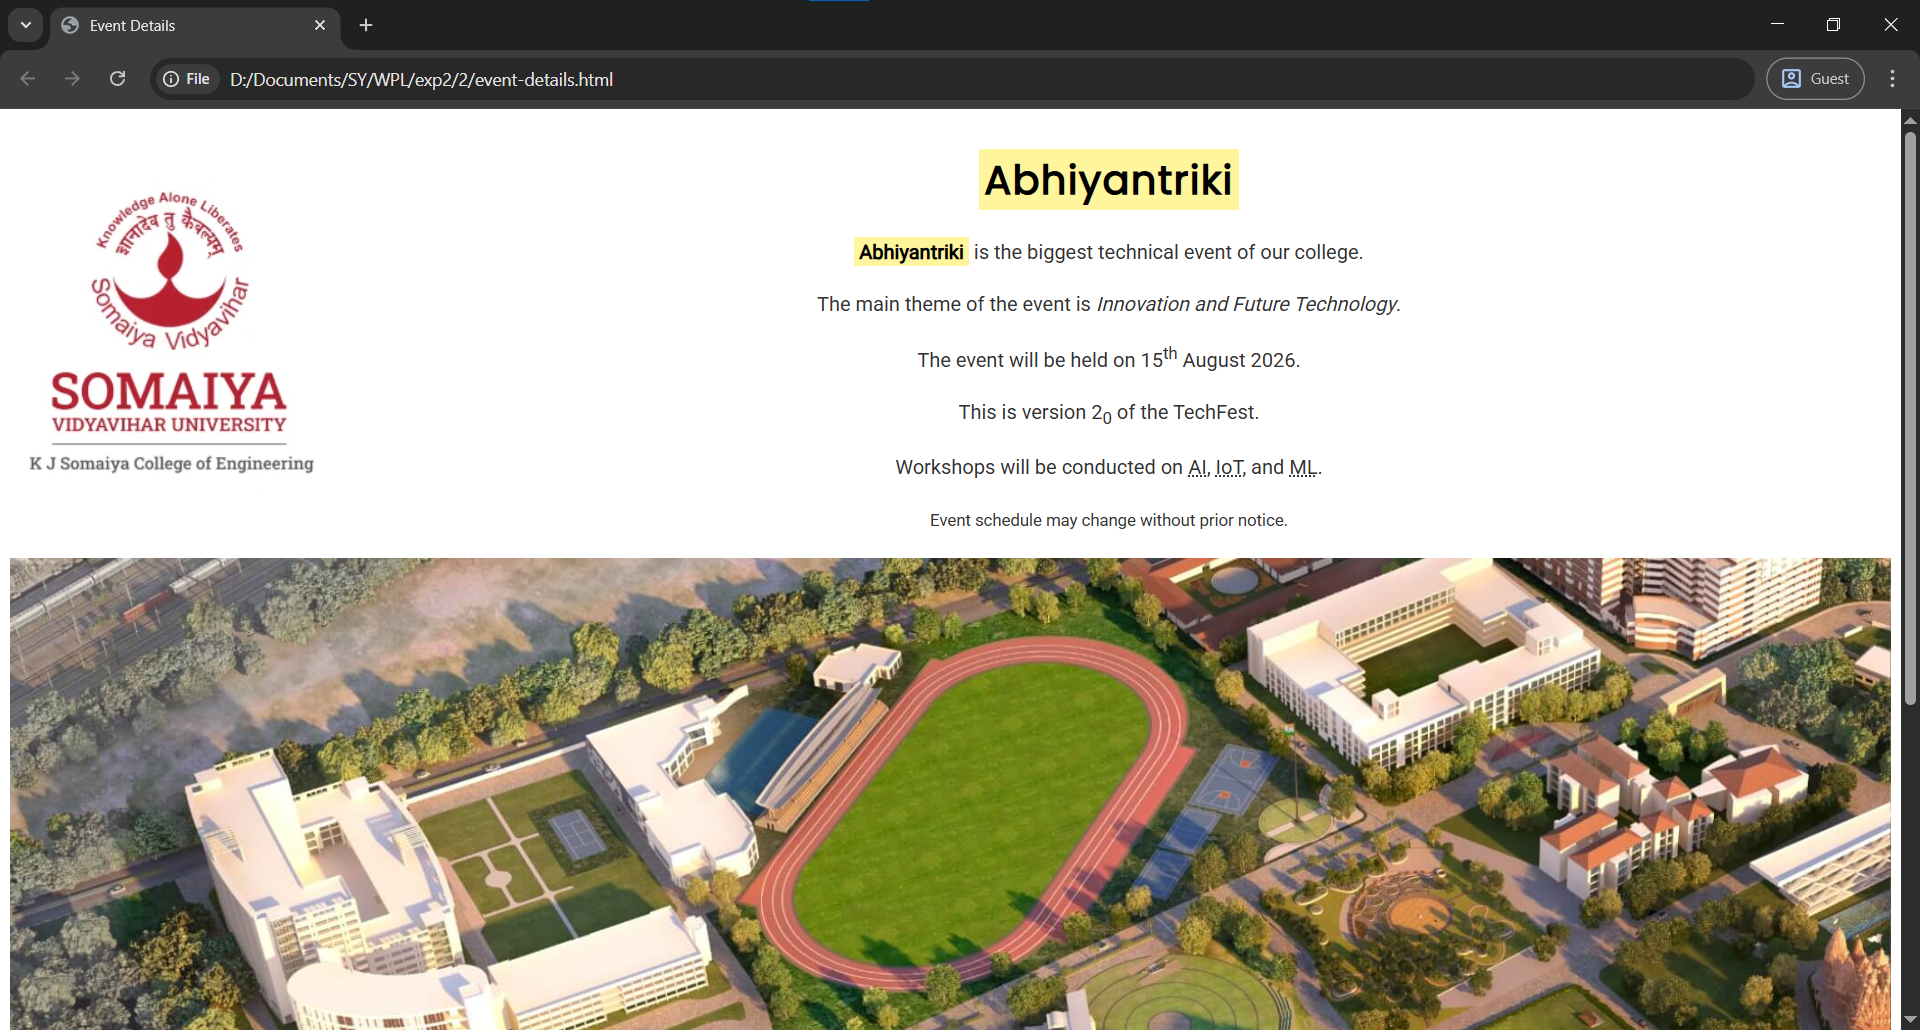 Event Details
File
D:/Documents/SY/WPL/exp2/2/event-details.html
Guest
Knowledge Alone Liberates
ज्ञानादेव तु कैवल्यम्
Somaiya Vidyavihar
SOMAIYA
VIDYAVIHAR UNIVERSITY
K J Somaiya College of Engineering
Abhiyantriki
Abhiyantriki is the biggest technical event of our college.
The main theme of the event is Innovation and Future Technology.
The event will be held on 15th August 2026.
This is version 20 of the TechFest.
Workshops will be conducted on AI, IoT, and ML.
Event schedule may change without prior notice.